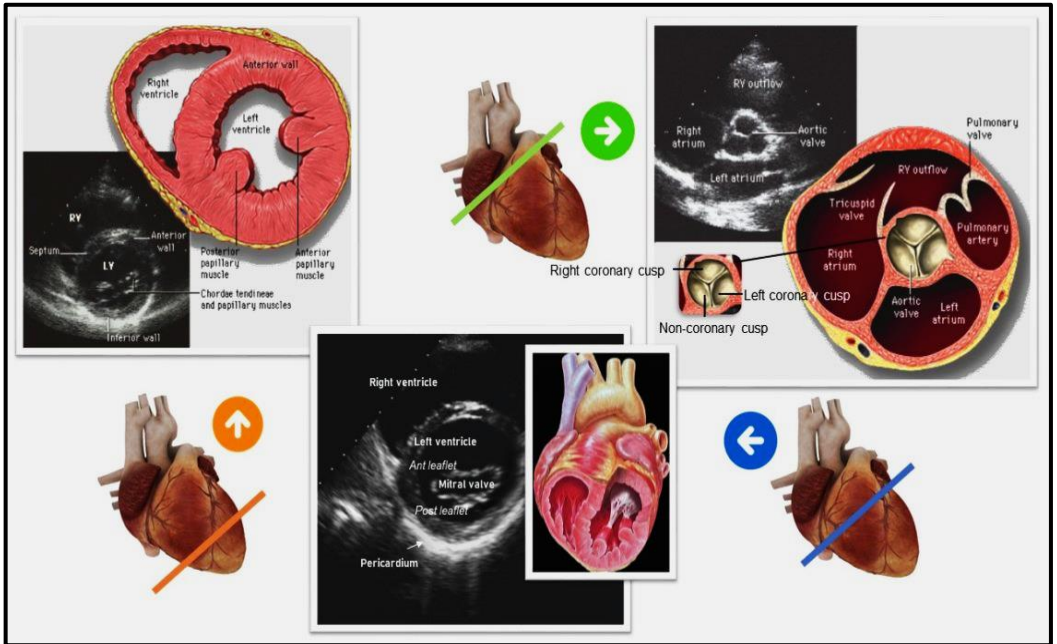 Right
ventricle
Anterior wall
Left
ventricle
RV
Septum
Anterior
wall
LV
Posterior
papillary
muscle
Anterior
papillary
muscle
Chordae tendineae
and papillary muscles
Inferior wall
RV outflow
Right
atrium
Aortic
valve
Left atrium
Pulmonary
valve
RV outflow
Tricuspid
valve
Pulmonary
artery
Right
atrium
Aortic
valve
Left
atrium
Right coronary cusp
Left coronary cusp
Non-coronary cusp
Right ventricle
Left ventricle
Ant leaflet
Mitral valve
Post leaflet
Pericardium